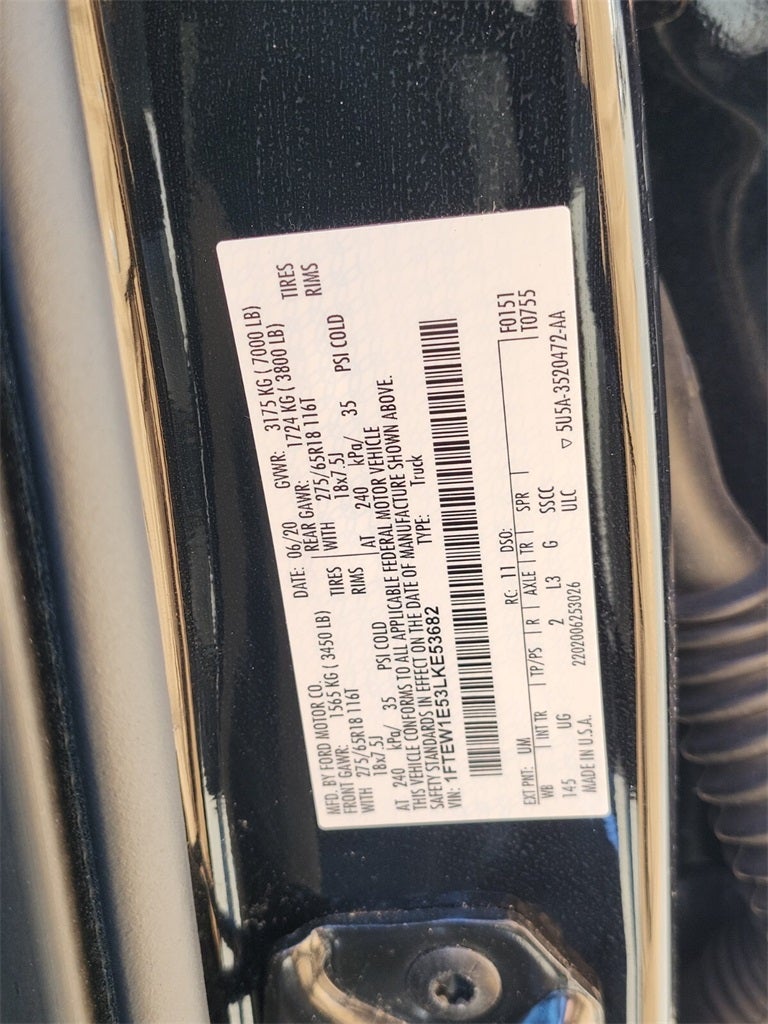 MFD. BY FORD MOTOR CO.
DATE: 06/20 GVWR: 3175 KG ( 7000 LB)
FRONT GAWR: 1565 KG ( 3450 LB) REAR GAWR: 1724 KG ( 3800 LB)
WITH 275/65R18 116T TIRES WITH 275/65R18 116T TIRES
18x7.5J RIMS 18x7.5J RIMS
AT 240 kPa/ 35 PSI COLD AT 240 kPa/ 35 PSI COLD
THIS VEHICLE CONFORMS TO ALL APPLICABLE FEDERAL MOTOR VEHICLE
SAFETY STANDARDS IN EFFECT ON THE DATE OF MANUFACTURE SHOWN ABOVE.
VIN: 1FTEW1E53LKE53682 TYPE: Truck
EXT PNT: UM RC: 11 DSO: F0151
WB INT TR TP/PS R AXLE TR SPR T0755
145 UG 2 L3 G SSCC
MADE IN U.S.A. 2202006253026 ULC ▽ 5U5A-3520472-AA